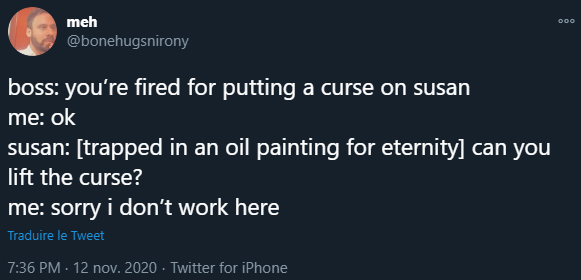 meh
@bonehugsnirony
boss: you’re fired for putting a curse on susan
me: ok
susan: [trapped in an oil painting for eternity] can you
lift the curse?
me: sorry i don’t work here
Traduire le Tweet
7:36 PM · 12 nov. 2020 · Twitter for iPhone